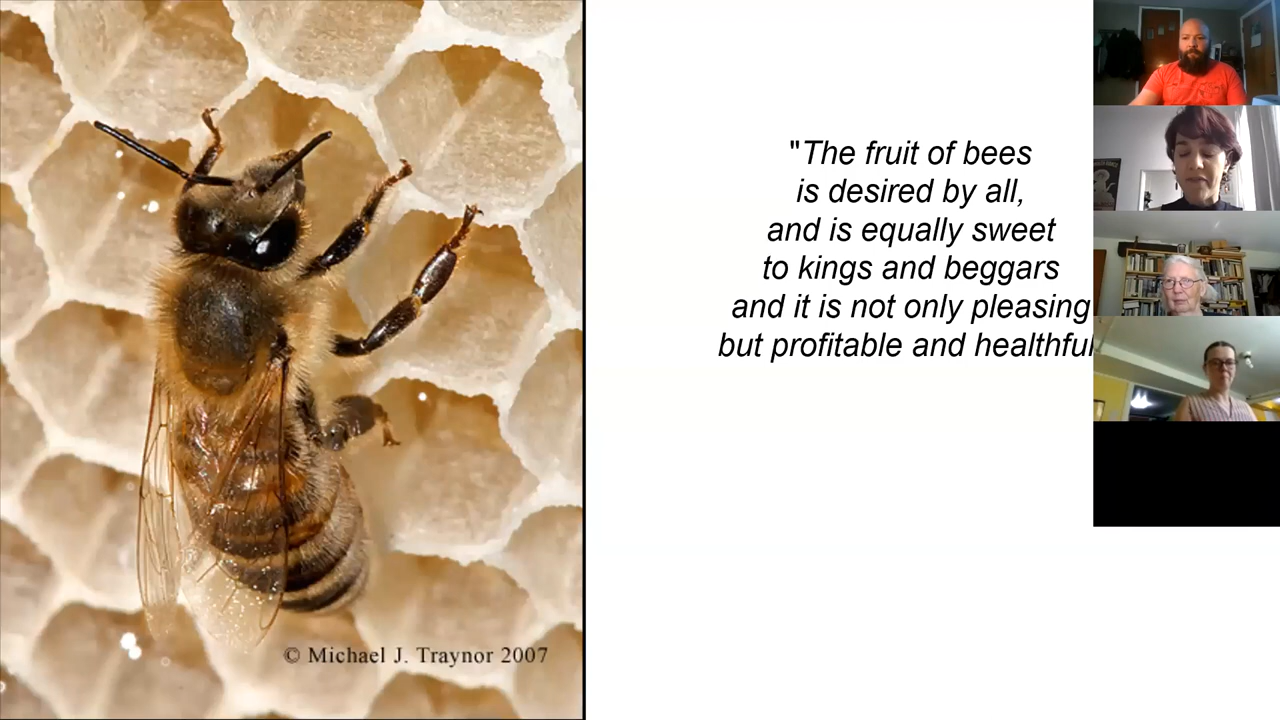 "The fruit of bees
is desired by all,
and is equally sweet
to kings and beggars
and it is not only pleasing
but profitable and healthful
© Michael J. Traynor 2007